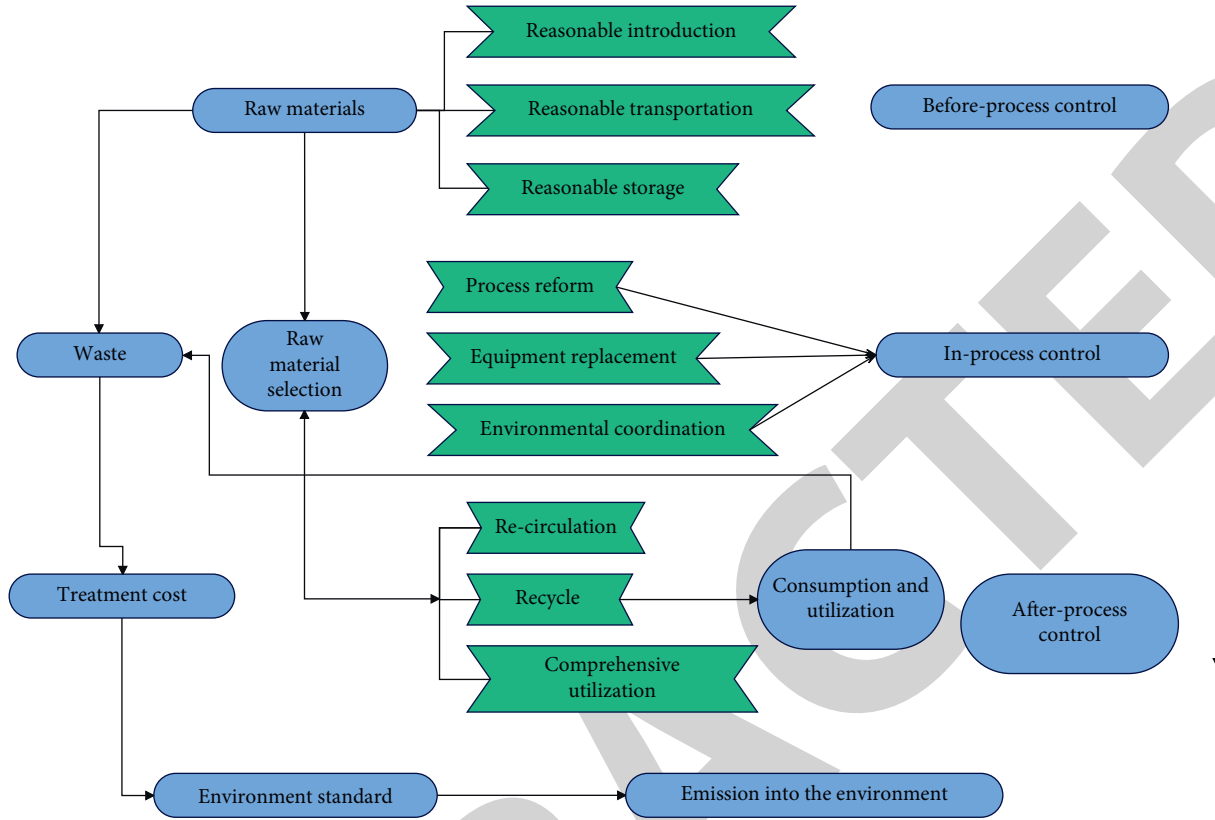 Reasonable introduction
Raw materials
Reasonable transportation
Before-process control
Reasonable storage
Process reform
Waste
Raw
material
selection
Equipment replacement
In-process control
Environmental coordination
Re-circulation
Treatment cost
Recycle
Consumption and
utilization
After-process
control
Comprehensive
utilization
Environment standard
Emission into the environment